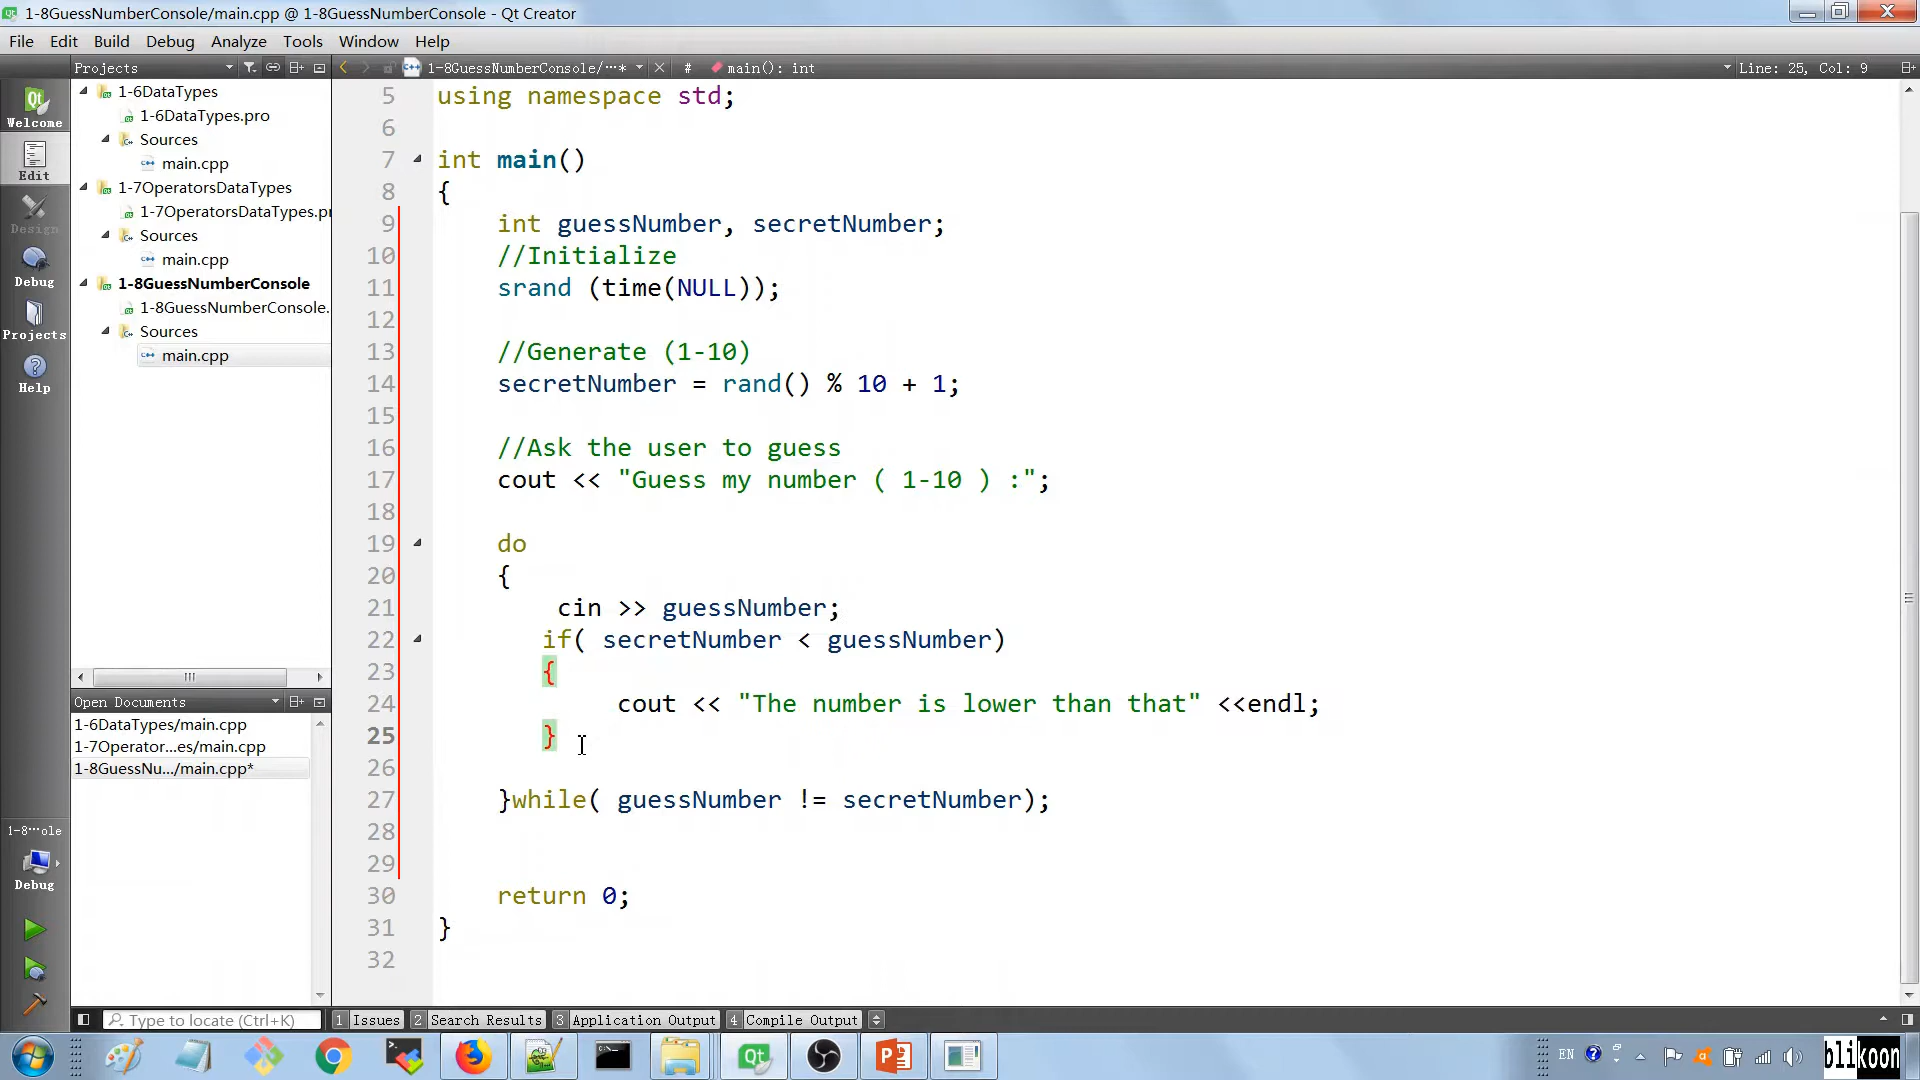 1-8GuessNumberConsole/main.cpp @ 1-8GuessNumberConsole - Qt Creator
File Edit Build Debug Analyze Tools Window Help
Projects 1-8GuessNumberConsole/···* # main(): int Line: 25, Col: 9
Welcome
Edit
Design
Debug
Projects
Help
1-8···ole
Debug
1-6DataTypes
1-6DataTypes.pro
Sources
main.cpp
1-7OperatorsDataTypes
1-7OperatorsDataTypes.pr
Sources
main.cpp
1-8GuessNumberConsole
1-8GuessNumberConsole.
Sources
main.cpp
Open Documents
1-6DataTypes/main.cpp
1-7Operator...es/main.cpp
1-8GuessNu.../main.cpp*
5 using namespace std;
6
7 int main()
8 {
9 int guessNumber, secretNumber;
10 //Initialize
11 srand (time(NULL));
12
13 //Generate (1-10)
14 secretNumber = rand() % 10 + 1;
15
16 //Ask the user to guess
17 cout << "Guess my number ( 1-10 ) :";
18
19 do
20 {
21 cin >> guessNumber;
22 if( secretNumber < guessNumber)
23 {
24 cout << "The number is lower than that" <<endl;
25 }
26
27 }while( guessNumber != secretNumber);
28
29
30 return 0;
31 }
32
Type to locate (Ctrl+K) 1 Issues 2 Search Results 3 Application Output 4 Compile Output
EN
blikoon